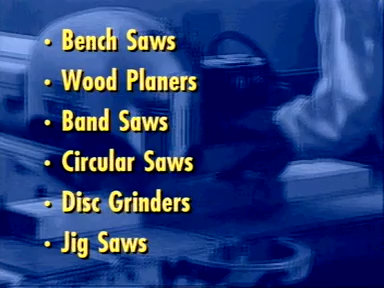 • Bench Saws
• Wood Planers
• Band Saws
• Circular Saws
• Disc Grinders
• Jig Saws